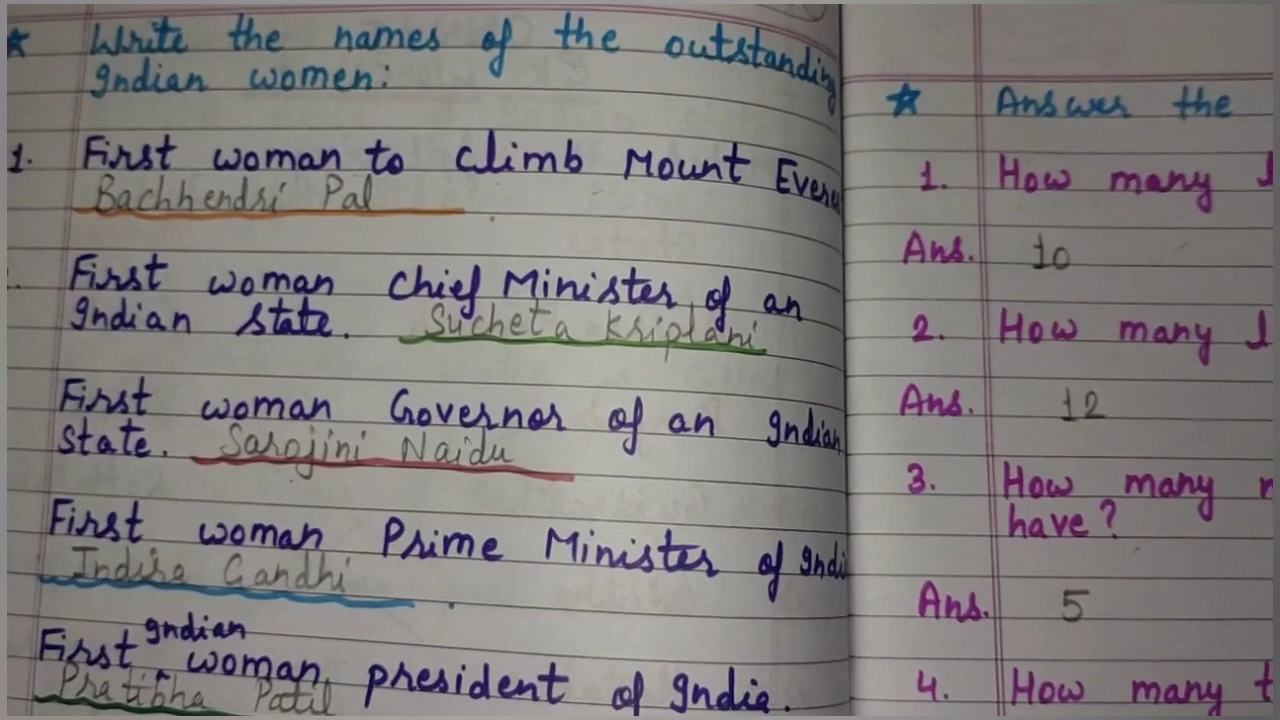 ★ Write the names of the outstanding
Indian women:
1. First woman to climb Mount
Bachhendri Pal
First woman Chief Minister of an
Indian state. Sucheta Kriplani
First woman Governor of an Indian
state. Sarojini Naidu
First woman Prime Minister of
Indira Gandhi
Indian
First ^ woman president of India.
Pratibha Patil
★ Answer the
1. How many
Ans. 10
2. How many
Ans. 12
3. How many
have?
Ans. 5
4. How many